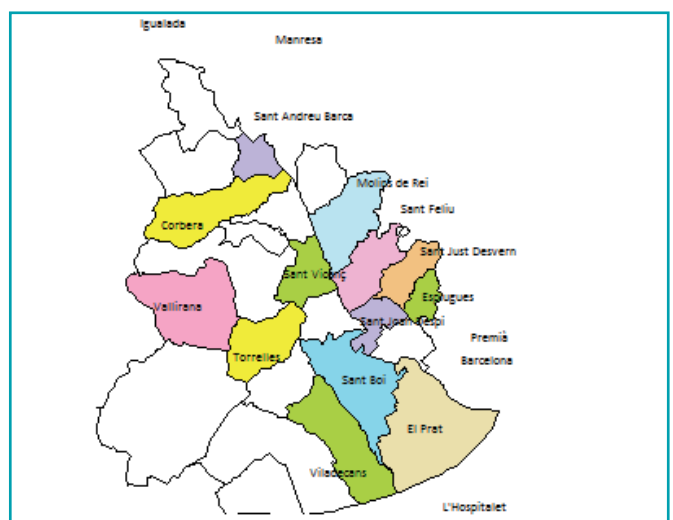 Igualada
Manresa
Sant Andreu Barca
Molins de Rei
Sant Feliu
Corbera
Sant Just Desvern
Sant Vicenç
Esplugues
Vallirana
Sant Joan Despi
Premià
Torrelles
Barcelona
Sant Boi
El Prat
Viladecans
L'Hospitalet